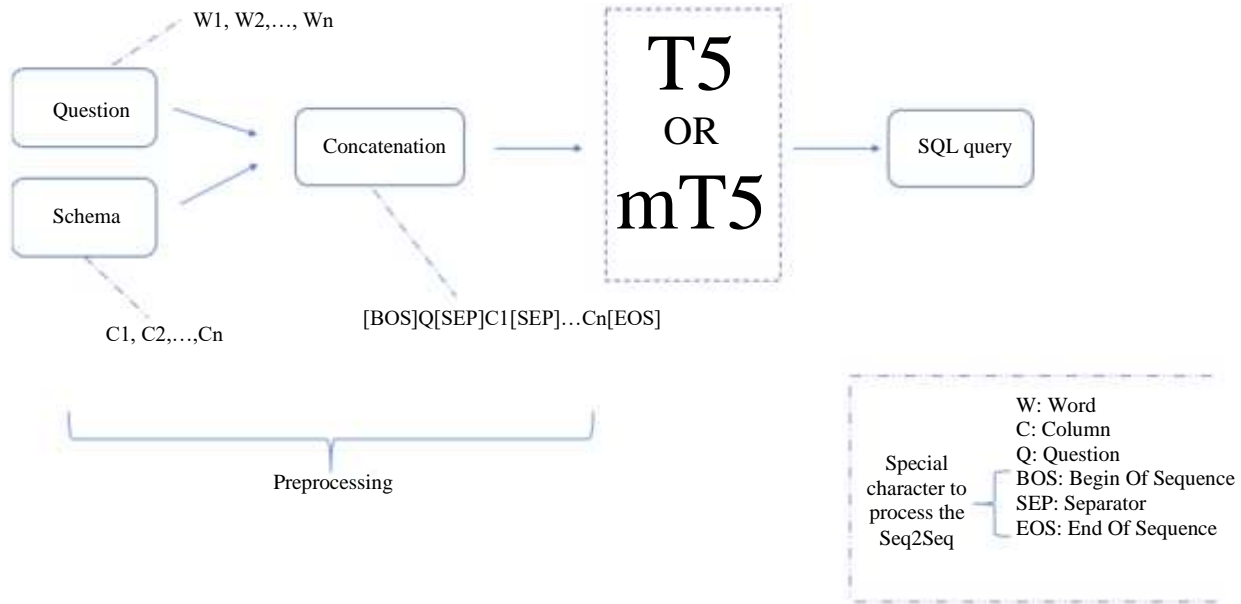 W1, W2,…, Wn
Question
Schema
C1, C2,…,Cn
Concatenation
[BOS]Q[SEP]C1[SEP]…Cn[EOS]
T5
OR
mT5
SQL query
Preprocessing
Special
character to
process the
Seq2Seq
W: Word
C: Column
Q: Question
BOS: Begin Of Sequence
SEP: Separator
EOS: End Of Sequence